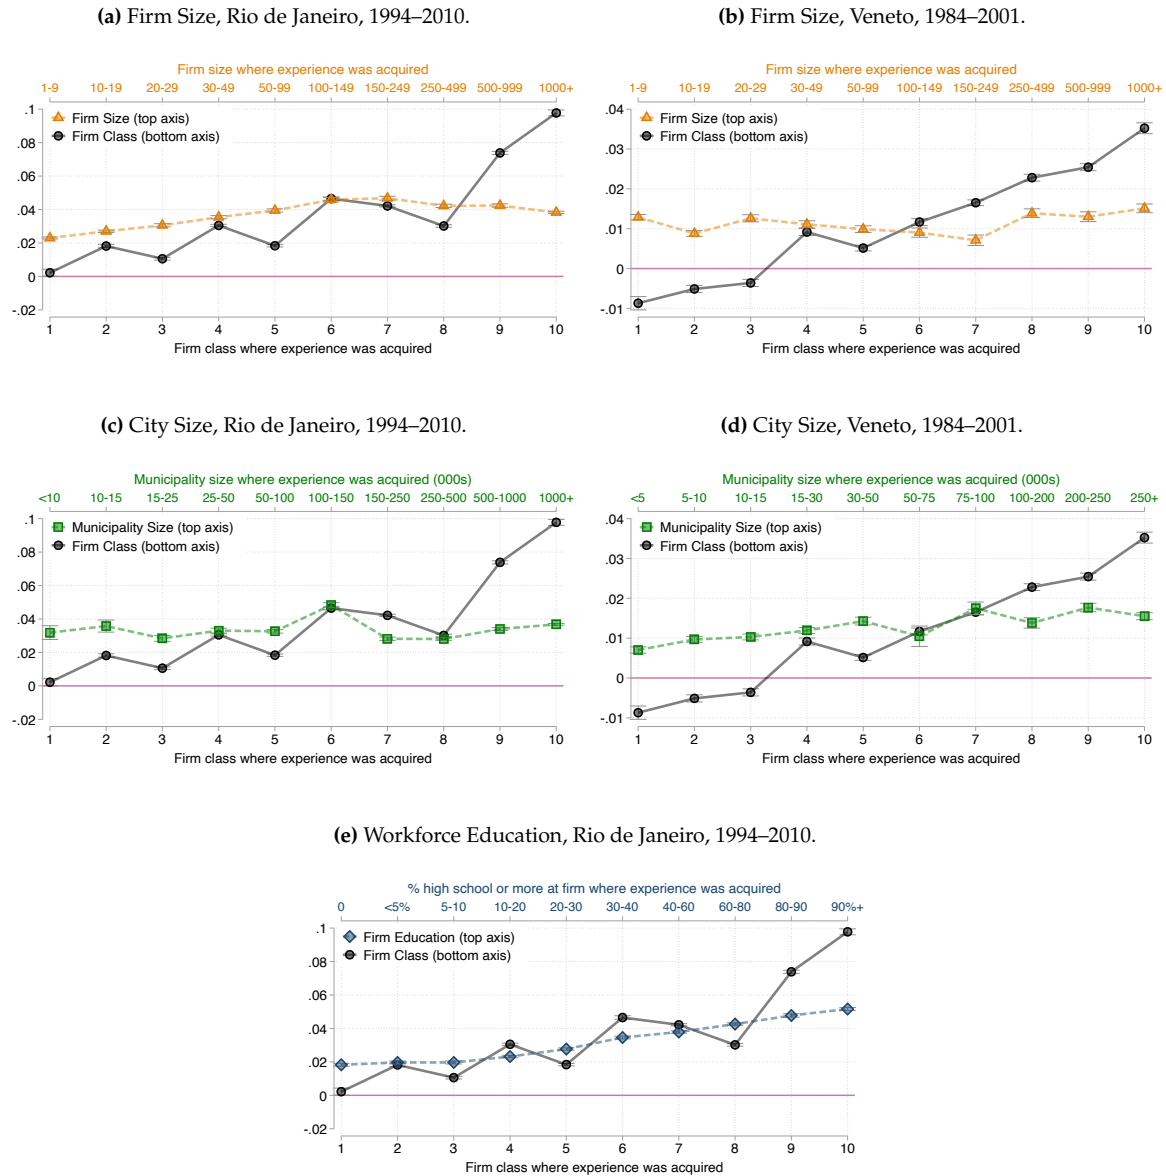 (a) Firm Size, Rio de Janeiro, 1994–2010.
Firm size where experience was acquired
1-9 10-19 20-29 30-49 50-99 100-149 150-249 250-499 500-999 1000+
Firm Size (top axis)
Firm Class (bottom axis)
.1
.08
.06
.04
.02
0
-.02
1 2 3 4 5 6 7 8 9 10
Firm class where experience was acquired
(b) Firm Size, Veneto, 1984–2001.
Firm size where experience was acquired
1-9 10-19 20-29 30-49 50-99 100-149 150-249 250-499 500-999 1000+
Firm Size (top axis)
Firm Class (bottom axis)
.04
.03
.02
.01
0
-.01
1 2 3 4 5 6 7 8 9 10
Firm class where experience was acquired
(c) City Size, Rio de Janeiro, 1994–2010.
Municipality size where experience was acquired (000s)
<10 10-15 15-25 25-50 50-100 100-150 150-250 250-500 500-1000 1000+
Municipality Size (top axis)
Firm Class (bottom axis)
.1
.08
.06
.04
.02
0
-.02
1 2 3 4 5 6 7 8 9 10
Firm class where experience was acquired
(d) City Size, Veneto, 1984–2001.
Municipality size where experience was acquired (000s)
<5 5-10 10-15 15-30 30-50 50-75 75-100 100-200 200-250 250+
Municipality Size (top axis)
Firm Class (bottom axis)
.04
.03
.02
.01
0
-.01
1 2 3 4 5 6 7 8 9 10
Firm class where experience was acquired
(e) Workforce Education, Rio de Janeiro, 1994–2010.
% high school or more at firm where experience was acquired
0 <5% 5-10 10-20 20-30 30-40 40-60 60-80 80-90 90%+
Firm Education (top axis)
Firm Class (bottom axis)
.1
.08
.06
.04
.02
0
-.02
1 2 3 4 5 6 7 8 9 10
Firm class where experience was acquired